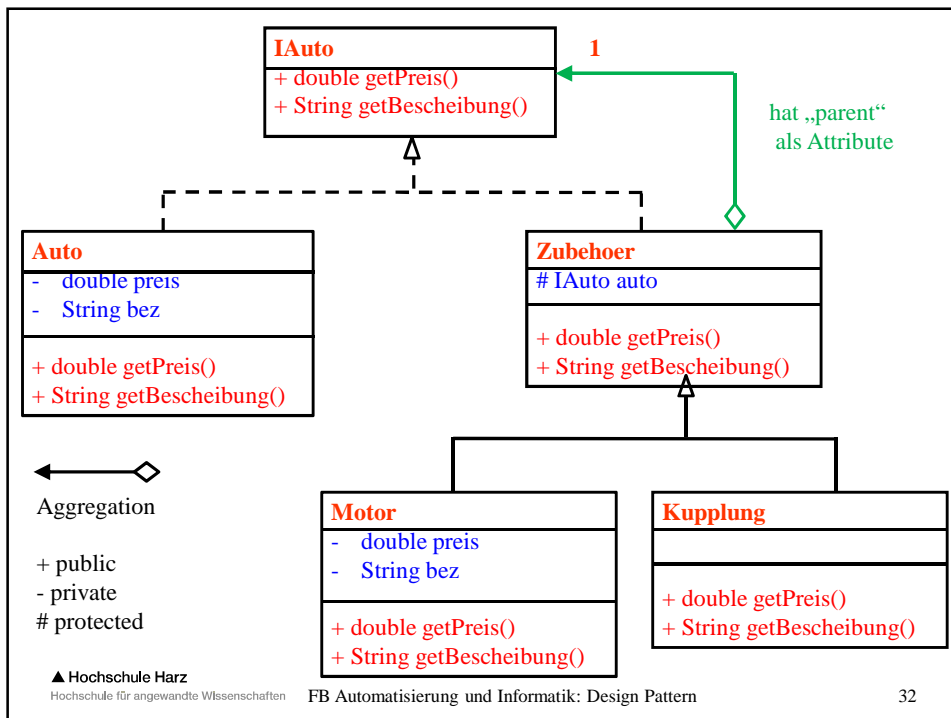 IAuto
1
+ double getPreis()
+ String getBescheibung()
hat „parent“
als Attribute
Auto
- double preis
- String bez
+ double getPreis()
+ String getBescheibung()
Zubehoer
# IAuto auto
+ double getPreis()
+ String getBescheibung()
Aggregation
+ public
- private
# protected
Motor
- double preis
- String bez
+ double getPreis()
+ String getBescheibung()
Kupplung
+ double getPreis()
+ String getBescheibung()
Hochschule Harz
Hochschule für angewandte Wissenschaften
FB Automatisierung und Informatik: Design Pattern
32